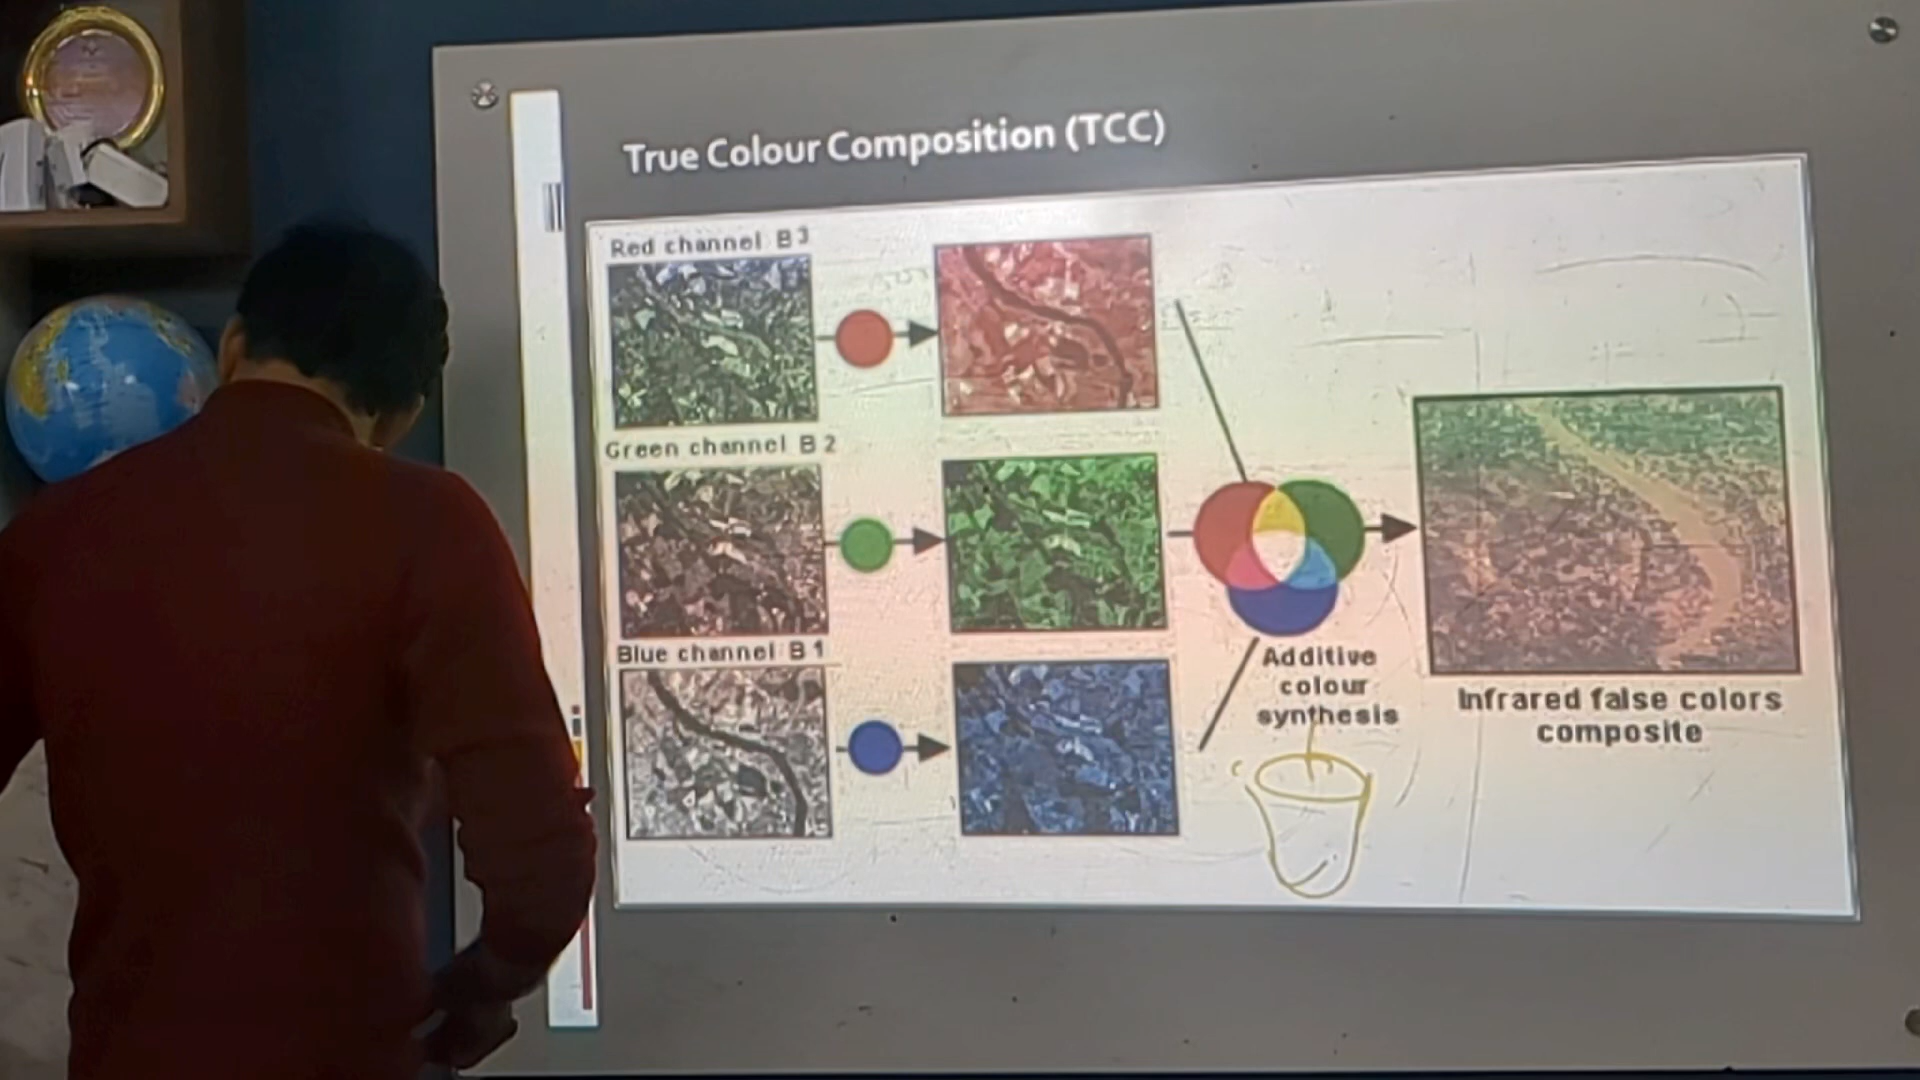 True Colour Composition (TCC)
Red channel B3
Green channel B2
Blue channel B1
Additive
colour
synthesis
Infrared false colors
composite